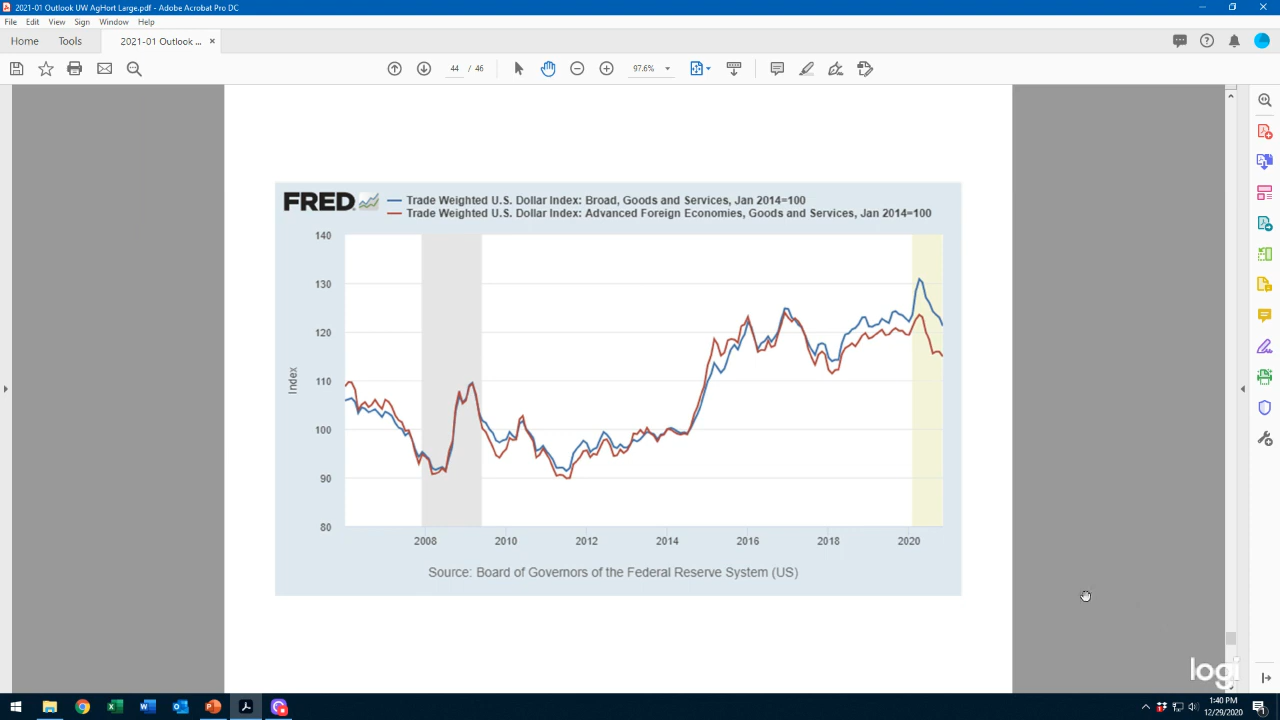 2021-01 Outlook UW AgHort Large.pdf - Adobe Acrobat Pro DC
File Edit View Sign Window Help
Home Tools 2021-01 Outlook ... ×
44 / 46 97.6%
FRED
Trade Weighted U.S. Dollar Index: Broad, Goods and Services, Jan 2014=100
Trade Weighted U.S. Dollar Index: Advanced Foreign Economies, Goods and Services, Jan 2014=100
140
130
120
110
100
90
80
Index
2008 2010 2012 2014 2016 2018 2020
Source: Board of Governors of the Federal Reserve System (US)
logi
1:40 PM
12/29/2020
1